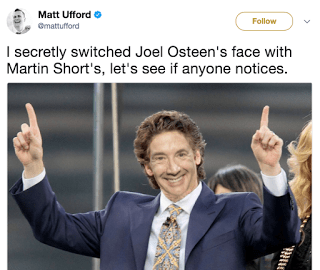 Matt Ufford
@mattufford
Follow
I secretly switched Joel Osteen's face with
Martin Short's, let's see if anyone notices.